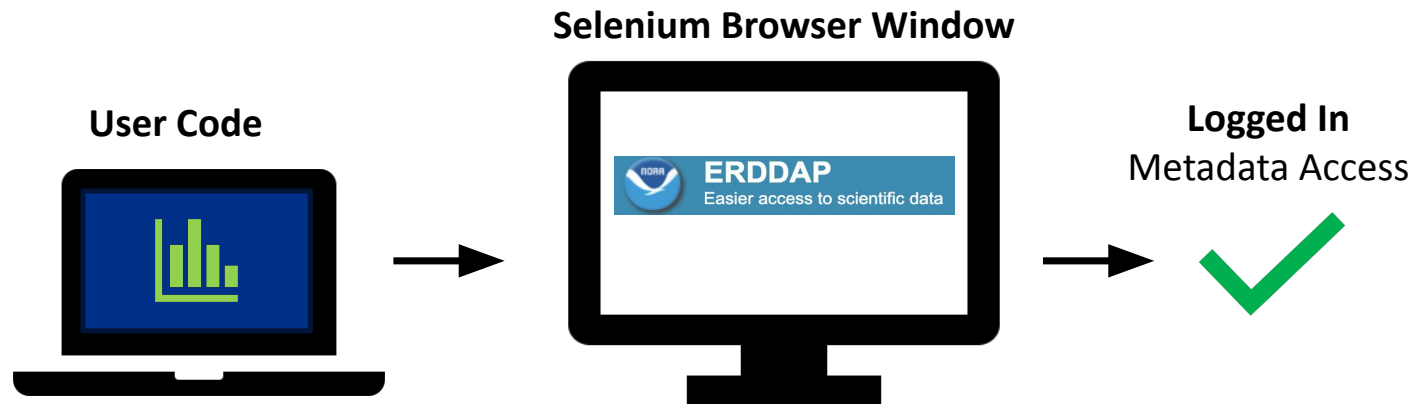 Selenium Browser Window
User Code
NOAA
ERDDAP
Easier access to scientific data
Logged In
Metadata Access